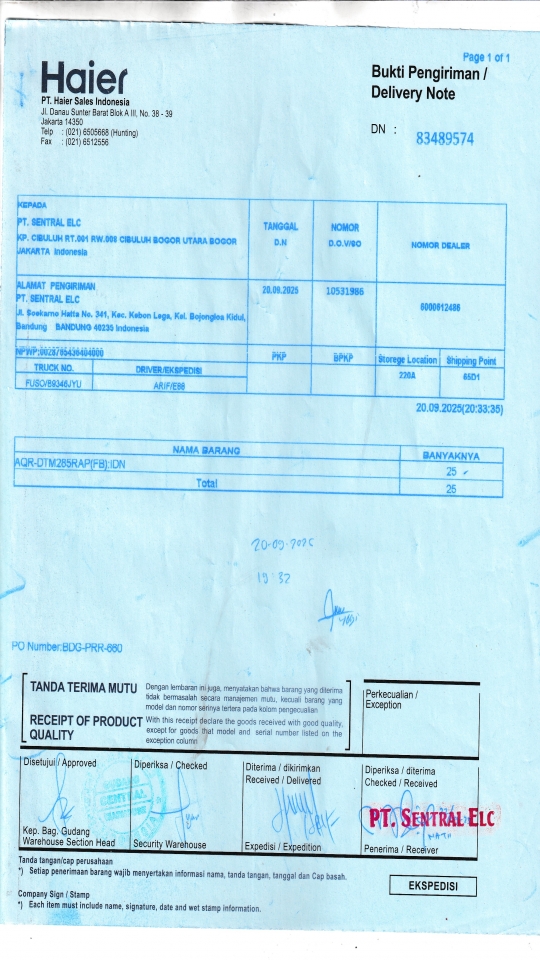 Page 1 of 1
Haier
PT. Haier Sales Indonesia
Jl. Danau Sunter Barat Blok A III, No. 38 - 39
Jakarta 14350
Telp : (021) 6505668 (Hunting)
Fax : (021) 6512556
Bukti Pengiriman /
Delivery Note
DN : 83489574
KEPADA
PT. SENTRAL ELC
KP. CIBULUH RT.001 RW.008 CIBULUH BOGOR UTARA BOGOR
JAKARTA Indonesia
TANGGAL
D.N
NOMOR
D.O.V/SO
NOMOR DEALER
ALAMAT PENGIRIMAN
PT. SENTRAL ELC
Jl. Soekarno Hatta No. 341, Kec. Kebon Lega, Kel. Bojongloa Kidul,
Bandung BANDUNG 40235 Indonesia
20.09.2025
10531986
6000612486
NPWP:0028765436404000
PKP
BPKP
Storege Location
Shipping Point
TRUCK NO.
DRIVER/EKSPEDISI
220A
65D1
FUSO/B9346JYU
ARIF/E88
20.09.2025(20:33:35)
NAMA BARANG
BANYAKNYA
AQR-DTM285RAP(FB):IDN
25
Total
25
20-09-2025
19:32
PO Number:BDG-PRR-660
TANDA TERIMA MUTU
Dengan lembaran ini juga, menyatakan bahwa barang yang diterima
tidak bermasalah secara manajemen mutu, kecuali barang yang
model dan nomor serinya tertera pada kolom pengecualian
RECEIPT OF PRODUCT
QUALITY
With this receipt declare the goods received with good quality,
except for goods that model and serial number listed on the
exception column
Perkecualian /
Exception
Disetujui / Approved
Diperiksa / Checked
Diterima / dikirimkan
Received / Delivered
Diperiksa / diterima
Checked / Received
PT. SENTRAL ELC
Kep. Bag. Gudang
Warehouse Section Head
Security Warehouse
Expedisi / Expedition
Penerima / Receiver
Tanda tangan/cap perusahaan
*) Setiap penerimaan barang wajib menyertakan informasi nama, tanda tangan, tanggal dan Cap basah.
EKSPEDISI
Company Sign / Stamp
*) Each item must include name, signature, date and wet stamp information.